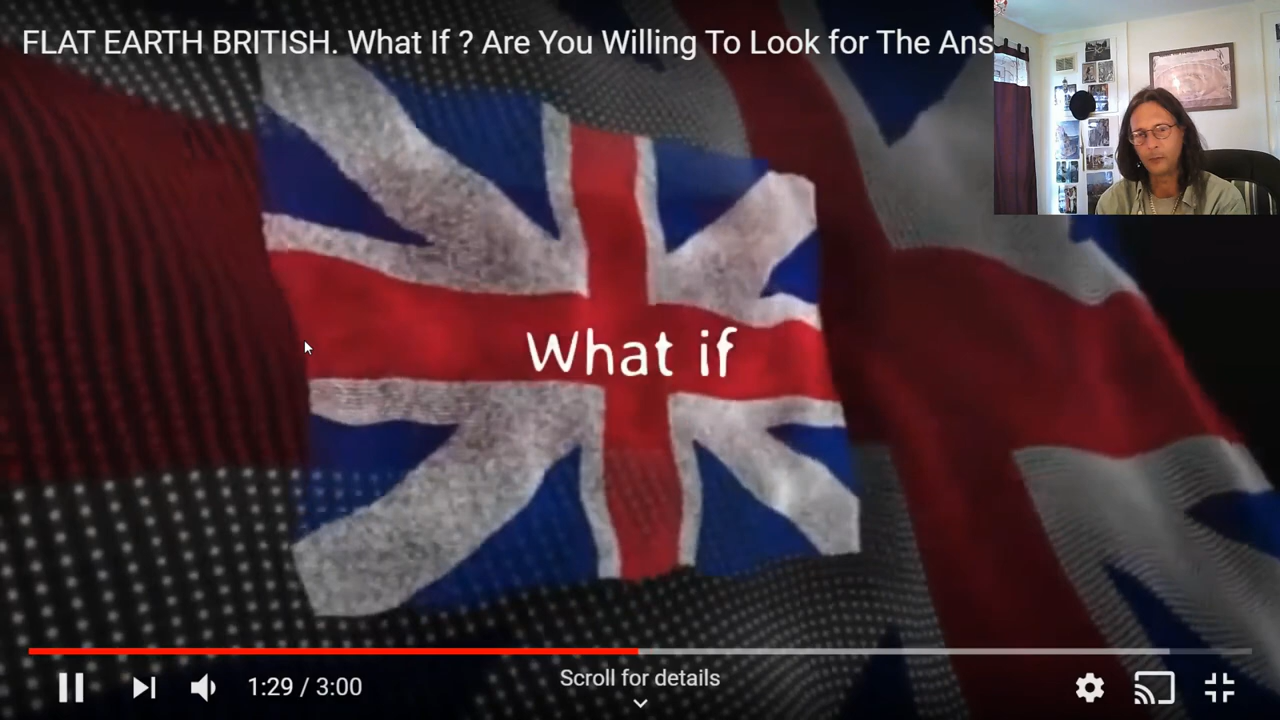 FLAT EARTH BRITISH. What If ? Are You Willing To Look for The Ans
What if
1:29 / 3:00
Scroll for details